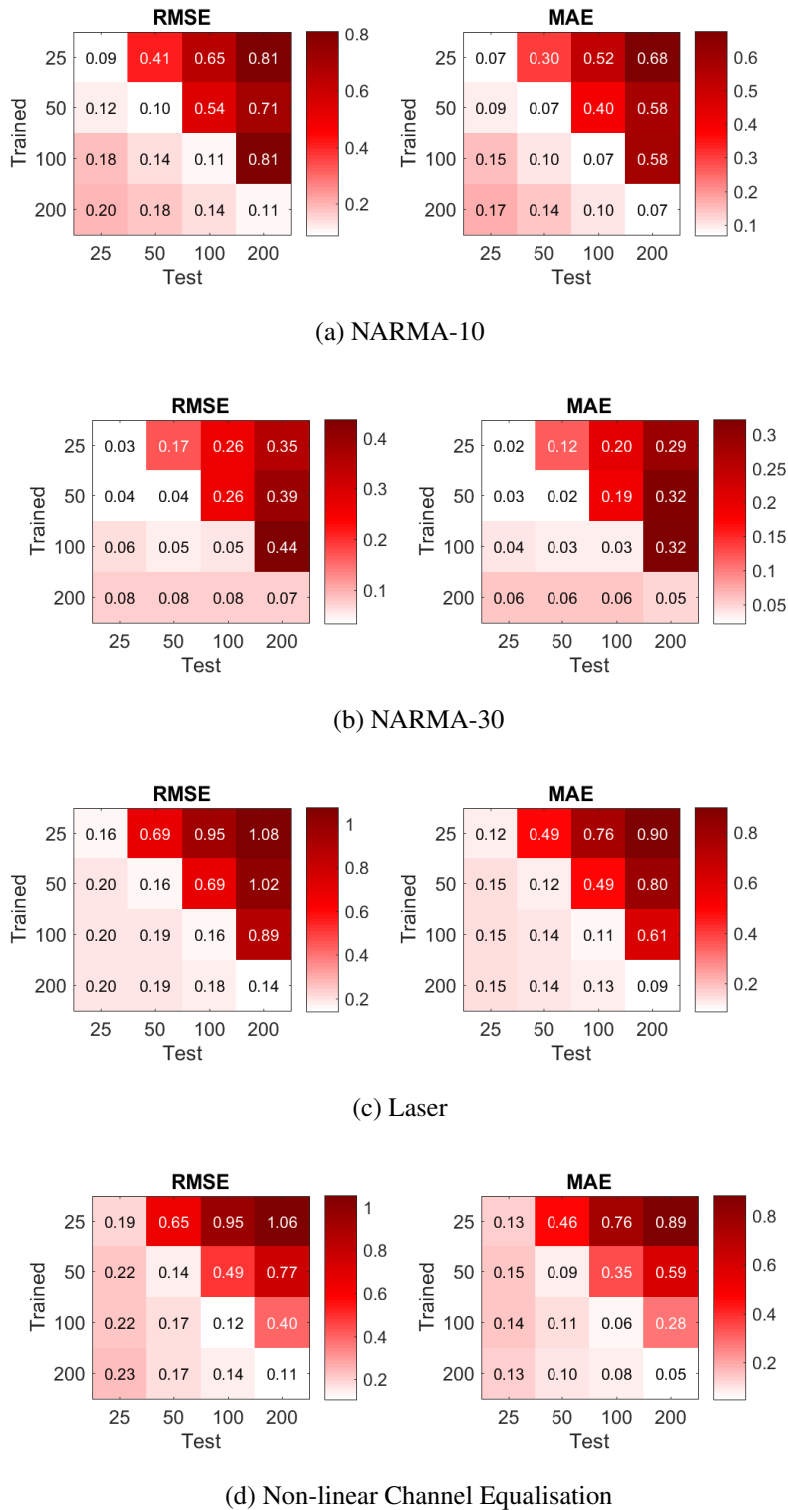 RMSE MAE
25 0.09 0.41 0.65 0.81 0.8 25 0.07 0.30 0.52 0.68 0.6
50 0.12 0.10 0.54 0.71 0.6 50 0.09 0.07 0.40 0.58 0.5
Trained 0.4 Trained 0.4
100 0.18 0.14 0.11 0.81 100 0.15 0.10 0.07 0.58 0.3
200 0.20 0.18 0.14 0.11 0.2 200 0.17 0.14 0.10 0.07 0.2
0.1
25 50 100 200 25 50 100 200
Test Test
(a) NARMA-10
RMSE MAE
25 0.03 0.17 0.26 0.35 0.4 25 0.02 0.12 0.20 0.29 0.3
50 0.04 0.04 0.26 0.39 0.3 50 0.03 0.02 0.19 0.32 0.25
Trained 0.2 Trained 0.2
100 0.06 0.05 0.05 0.44 100 0.04 0.03 0.03 0.32 0.15
0.1
200 0.08 0.08 0.08 0.07 0.1 200 0.06 0.06 0.06 0.05 0.05
25 50 100 200 25 50 100 200
Test Test
(b) NARMA-30
RMSE MAE
25 0.16 0.69 0.95 1.08 1 25 0.12 0.49 0.76 0.90 0.8
50 0.20 0.16 0.69 1.02 0.8 50 0.15 0.12 0.49 0.80 0.6
Trained 0.6 Trained
100 0.20 0.19 0.16 0.89 0.4 100 0.15 0.14 0.11 0.61 0.4
200 0.20 0.19 0.18 0.14 0.2 200 0.15 0.14 0.13 0.09 0.2
25 50 100 200 25 50 100 200
Test Test
(c) Laser
RMSE MAE
25 0.19 0.65 0.95 1.06 1 25 0.13 0.46 0.76 0.89 0.8
50 0.22 0.14 0.49 0.77 0.8 50 0.15 0.09 0.35 0.59 0.6
Trained 0.6 Trained
100 0.22 0.17 0.12 0.40 0.4 100 0.14 0.11 0.06 0.28 0.4
200 0.23 0.17 0.14 0.11 0.2 200 0.13 0.10 0.08 0.05 0.2
25 50 100 200 25 50 100 200
Test Test
(d) Non-linear Channel Equalisation